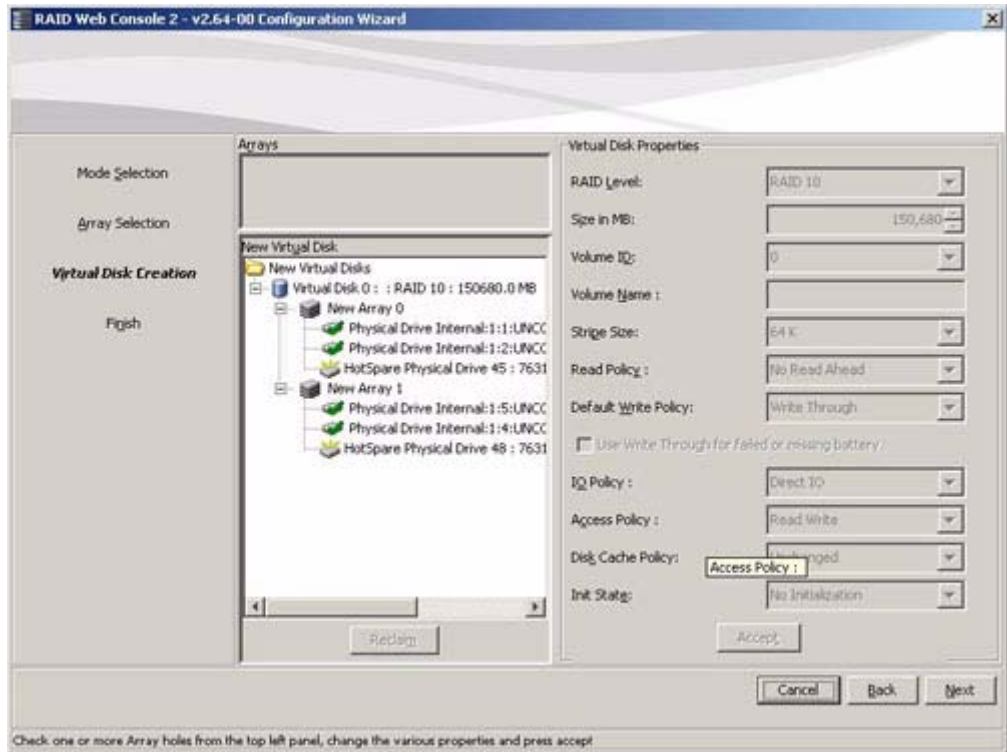 RAID Web Console 2 - v2.64-00 Configuration Wizard
Mode Selection
Array Selection
Virtual Disk Creation
Finish
Arrays
New Virtual Disk
New Virtual Disks
Virtual Disk 0 : : RAID 10 : 150680.0 MB
New Array 0
Physical Drive Internal:1:1:UNCO
Physical Drive Internal:1:2:UNCO
HotSpare Physical Drive 45 : 7631
New Array 1
Physical Drive Internal:1:5:UNCO
Physical Drive Internal:1:4:UNCO
HotSpare Physical Drive 48 : 7631
Reclaim
Virtual Disk Properties
RAID Level: RAID 10
Size in MB: 150,680
Volume ID: 0
Volume Name :
Stripe Size: 64 K
Read Policy : No Read Ahead
Default Write Policy: Write Through
Use Write Through for failed or missing battery
IO Policy : Direct IO
Access Policy : Read Write
Disk Cache Policy: Unchanged
Access Policy :
Init State: No Initialization
Accept
Cancel Back Next
Check one or more Array holes from the top left panel, change the various properties and press accept